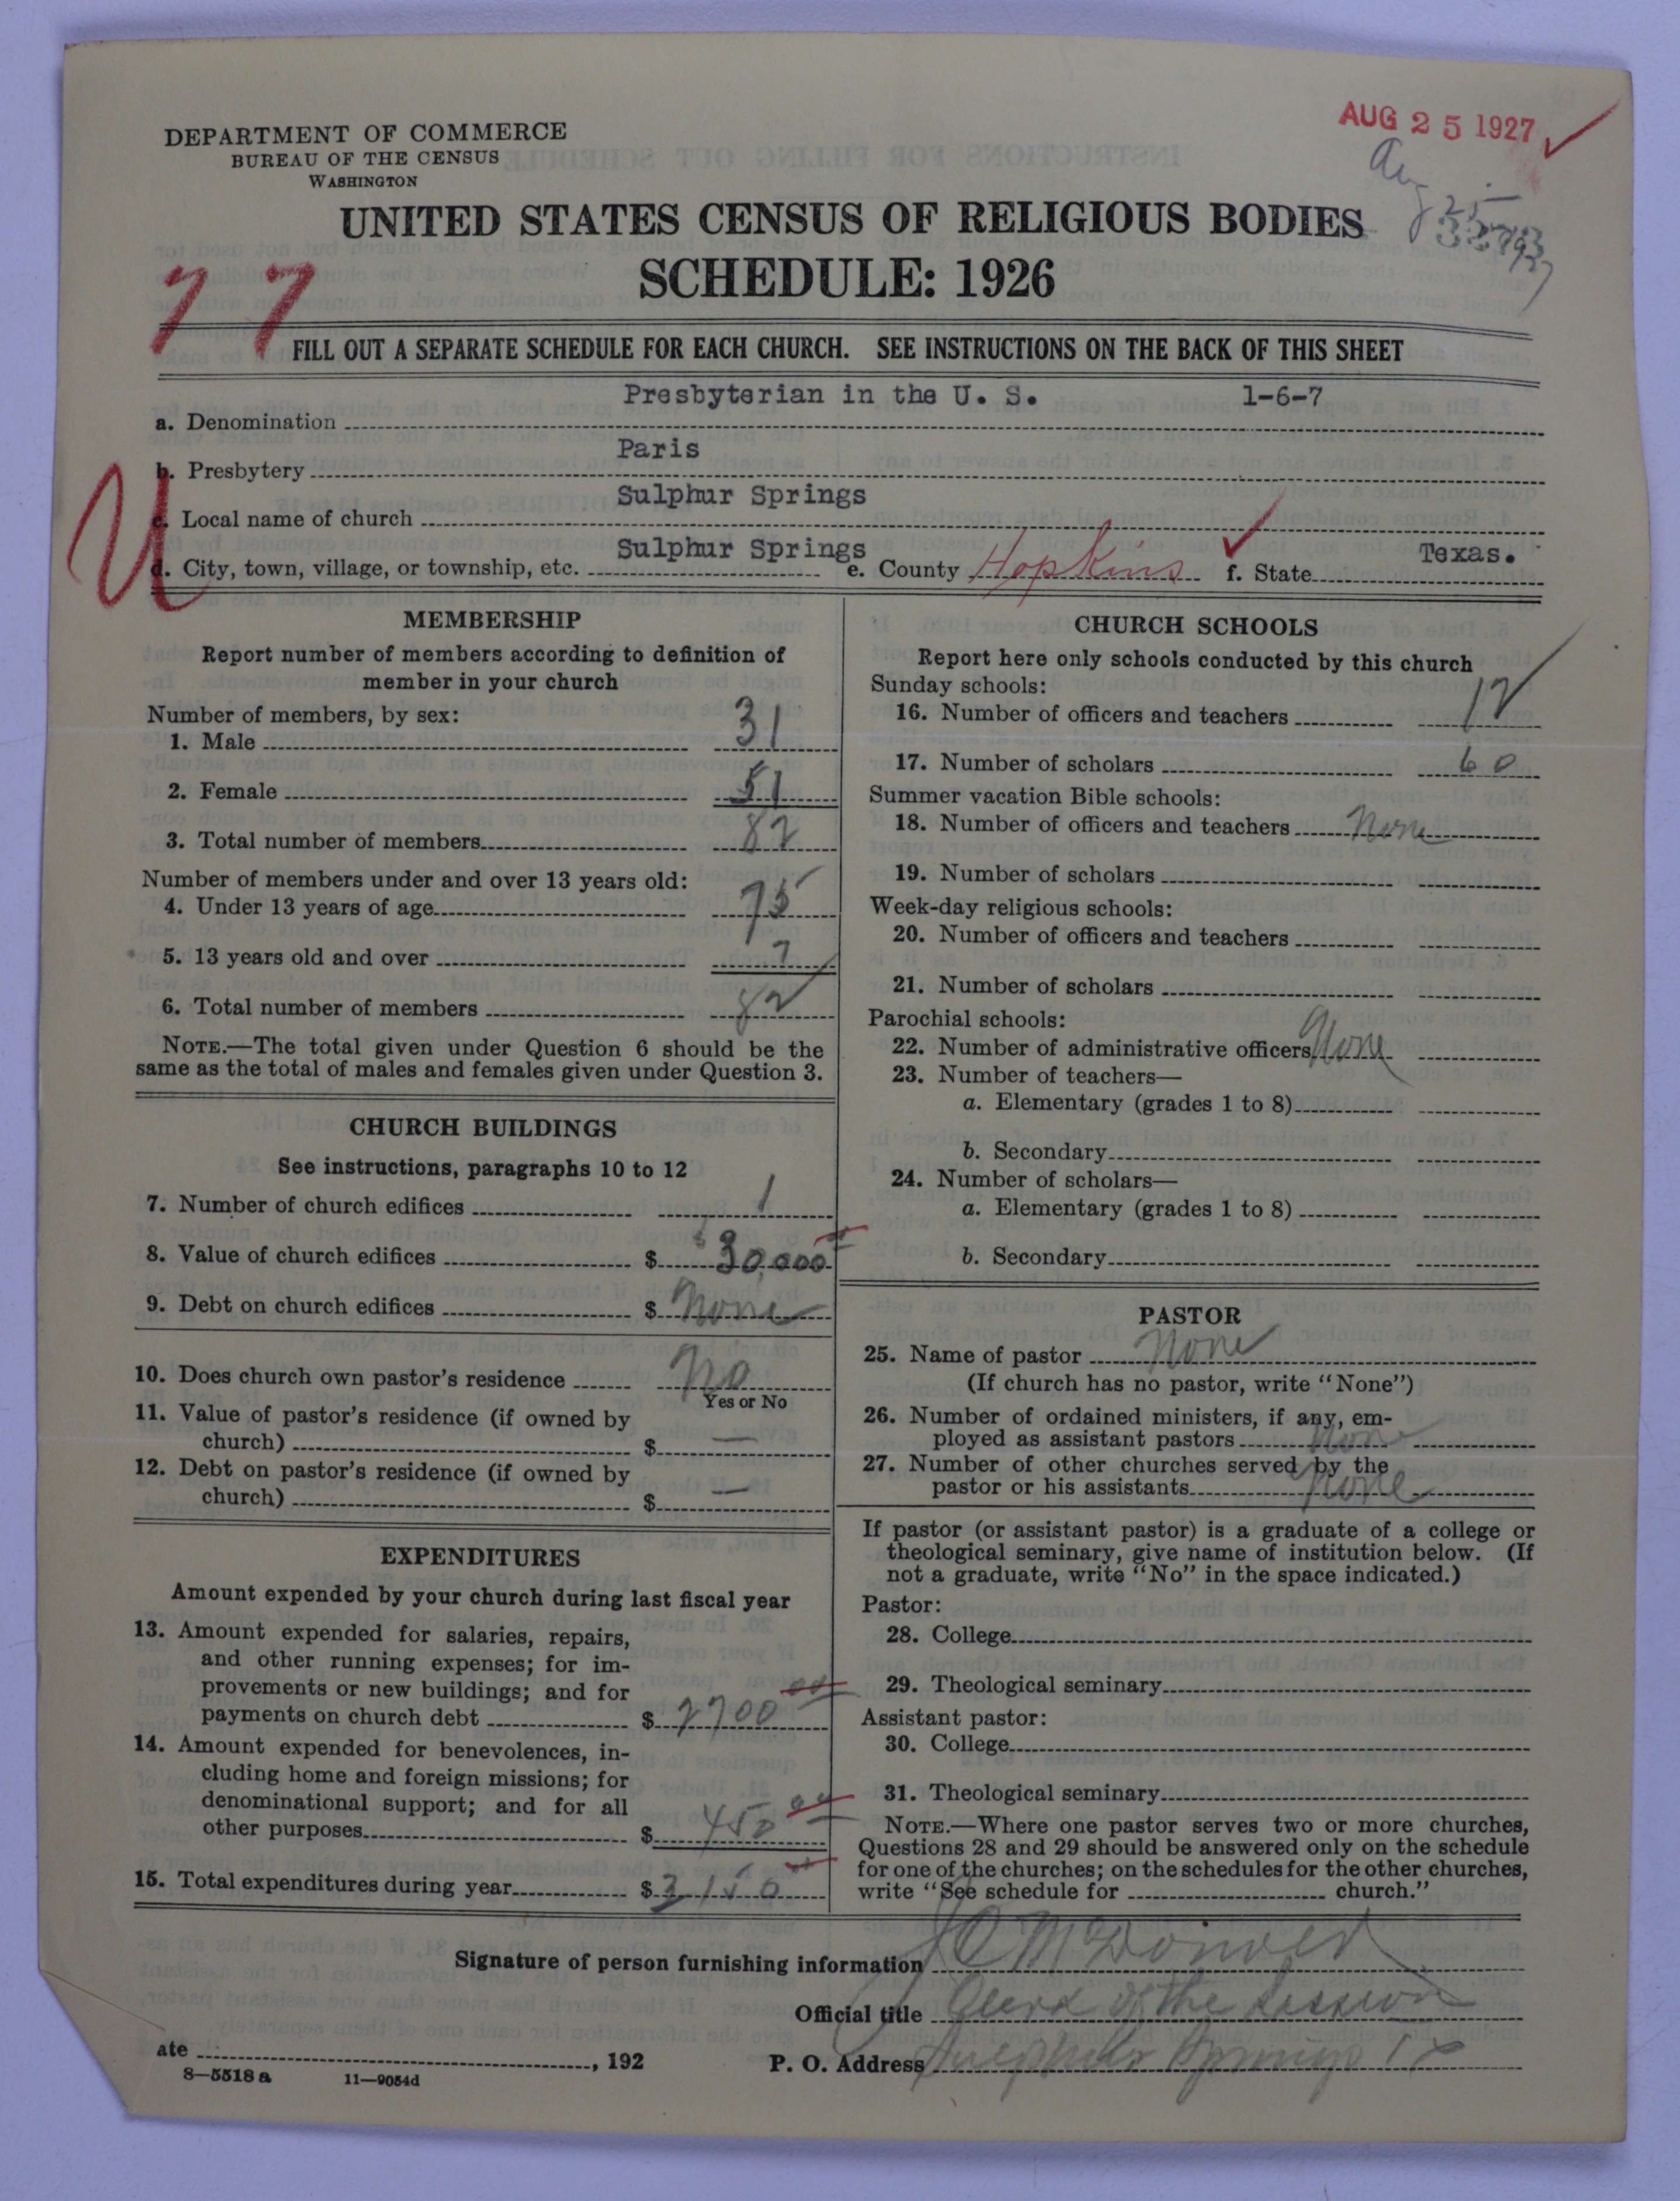 AUG 25 1927
DEPARTMENT OF COMMERCE
BUREAU OF THE CENSUS
WASHINGTON
Aug 25
1927
UNITED STATES CENSUS OF RELIGIOUS BODIES
SCHEDULE: 1926
77
FILL OUT A SEPARATE SCHEDULE FOR EACH CHURCH. SEE INSTRUCTIONS ON THE BACK OF THIS SHEET
a. Denomination Presbyterian in the U. S. 1-6-7
b. Presbytery Paris
c. Local name of church Sulphur Springs
d. City, town, village, or township, etc. Sulphur Springs e. County Hopkins f. State Texas.
MEMBERSHIP
Report number of members according to definition of
member in your church
Number of members, by sex:
1. Male 31
2. Female 51
3. Total number of members 82
Number of members under and over 13 years old:
4. Under 13 years of age 75
5. 13 years old and over 7
6. Total number of members 82
NOTE.—The total given under Question 6 should be the
same as the total of males and females given under Question 3.
CHURCH BUILDINGS
See instructions, paragraphs 10 to 12
7. Number of church edifices 1
8. Value of church edifices $ 30,000
9. Debt on church edifices $ None
10. Does church own pastor's residence No
Yes or No
11. Value of pastor's residence (if owned by
church) $ —
12. Debt on pastor's residence (if owned by
church) $ —
EXPENDITURES
Amount expended by your church during last fiscal year
13. Amount expended for salaries, repairs,
and other running expenses; for im-
provements or new buildings; and for
payments on church debt $ 2700 00
14. Amount expended for benevolences, in-
cluding home and foreign missions; for
denominational support; and for all
other purposes $ 450 00
15. Total expenditures during year $ 3150
CHURCH SCHOOLS
Report here only schools conducted by this church
Sunday schools:
16. Number of officers and teachers 12
17. Number of scholars 60
Summer vacation Bible schools:
18. Number of officers and teachers None
19. Number of scholars
Week-day religious schools:
20. Number of officers and teachers
21. Number of scholars
Parochial schools:
22. Number of administrative officers None
23. Number of teachers—
a. Elementary (grades 1 to 8)
b. Secondary
24. Number of scholars—
a. Elementary (grades 1 to 8)
b. Secondary
PASTOR
25. Name of pastor None
(If church has no pastor, write "None")
26. Number of ordained ministers, if any, em-
ployed as assistant pastors None
27. Number of other churches served by the
pastor or his assistants None
If pastor (or assistant pastor) is a graduate of a college or
theological seminary, give name of institution below. (If
not a graduate, write "No" in the space indicated.)
Pastor:
28. College
29. Theological seminary
Assistant pastor:
30. College
31. Theological seminary
NOTE.—Where one pastor serves two or more churches,
Questions 28 and 29 should be answered only on the schedule
for one of the churches; on the schedules for the other churches,
write "See schedule for church."
Signature of person furnishing information
Official title Clerk of the Session
ate , 192 P. O. Address Sulphur Springs Tx
8—5518a 11—9054d